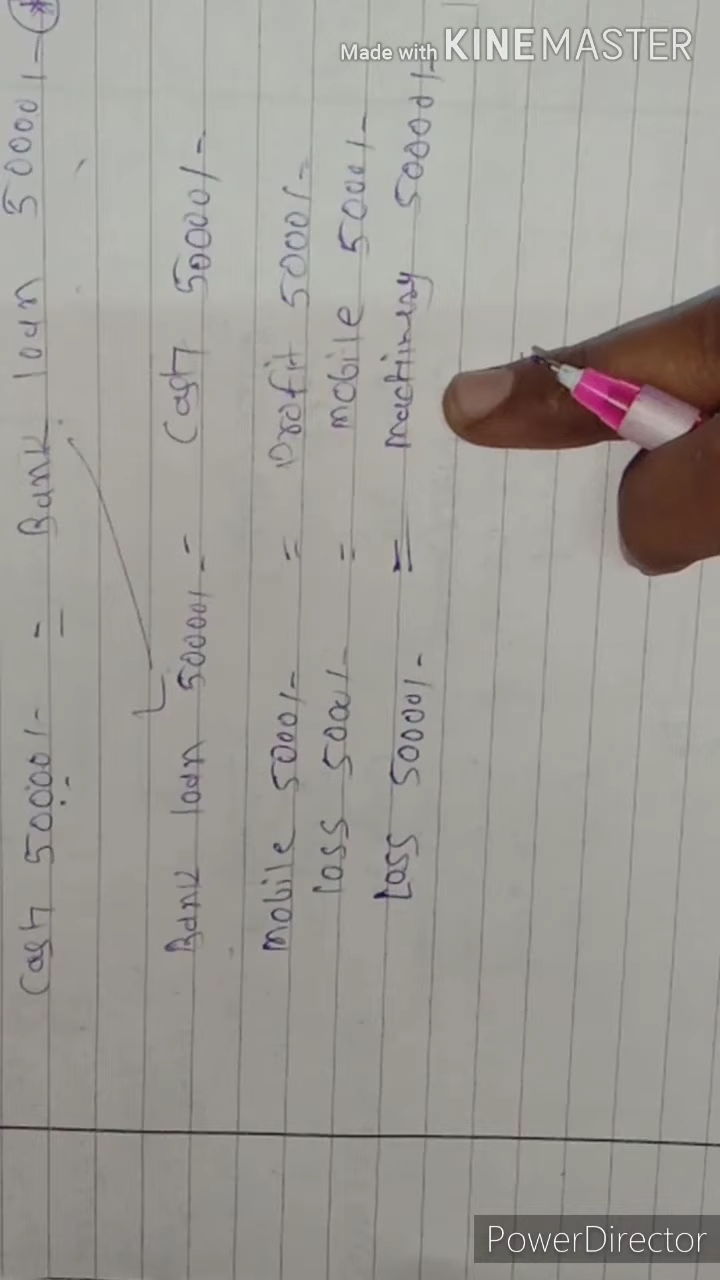 Made with KINEMASTER
Cash 50000/- = Bank loan 50000/-
Bank loan 50000/- = Cash 50000/-
Mobile 5000/- = Profit 5000/-
Loss 5000/- = Mobile 5000/-
Loss 50000/- = Machinery 50000/-
PowerDirector